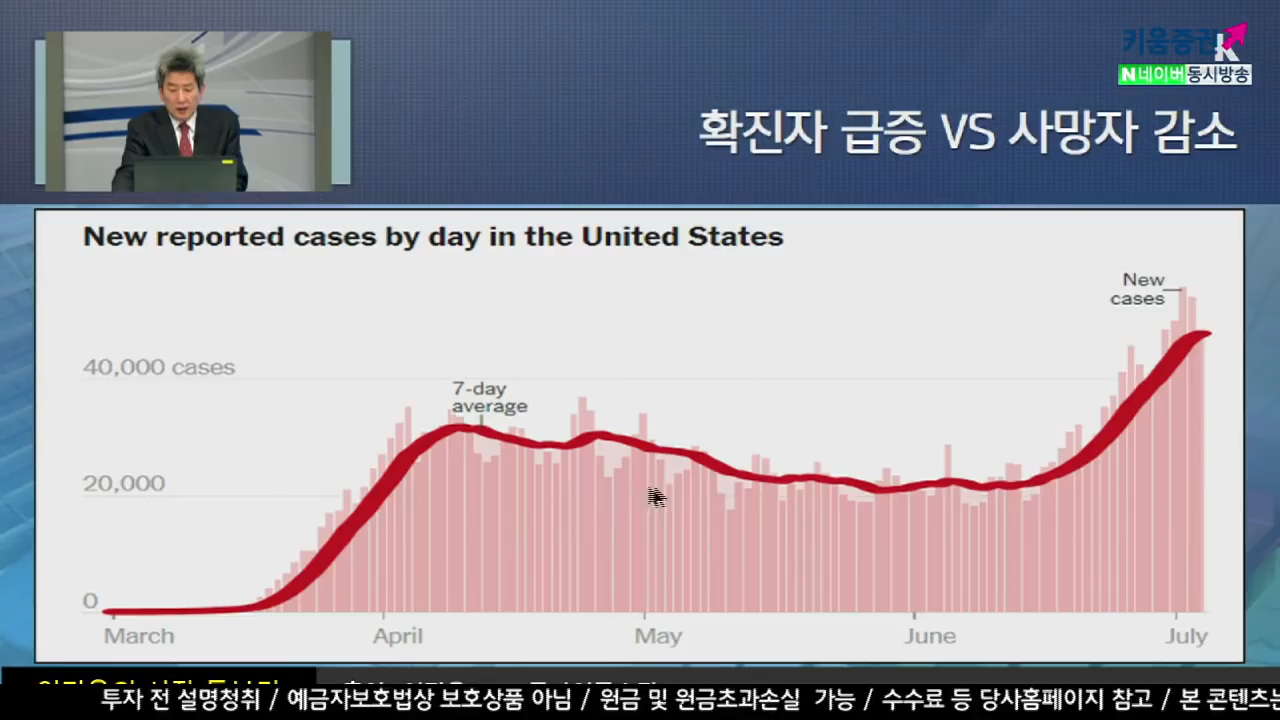 키움증권
N 네이버 동시방송
확진자 급증 VS 사망자 감소
New reported cases by day in the United States
New
cases
40,000 cases
7-day
average
20,000
0
March April May June July
투자 전 설명청취 / 예금자보호법상 보호상품 아님 / 원금 및 원금초과손실 가능 / 수수료 등 당사홈페이지 참고 / 본 콘텐츠는